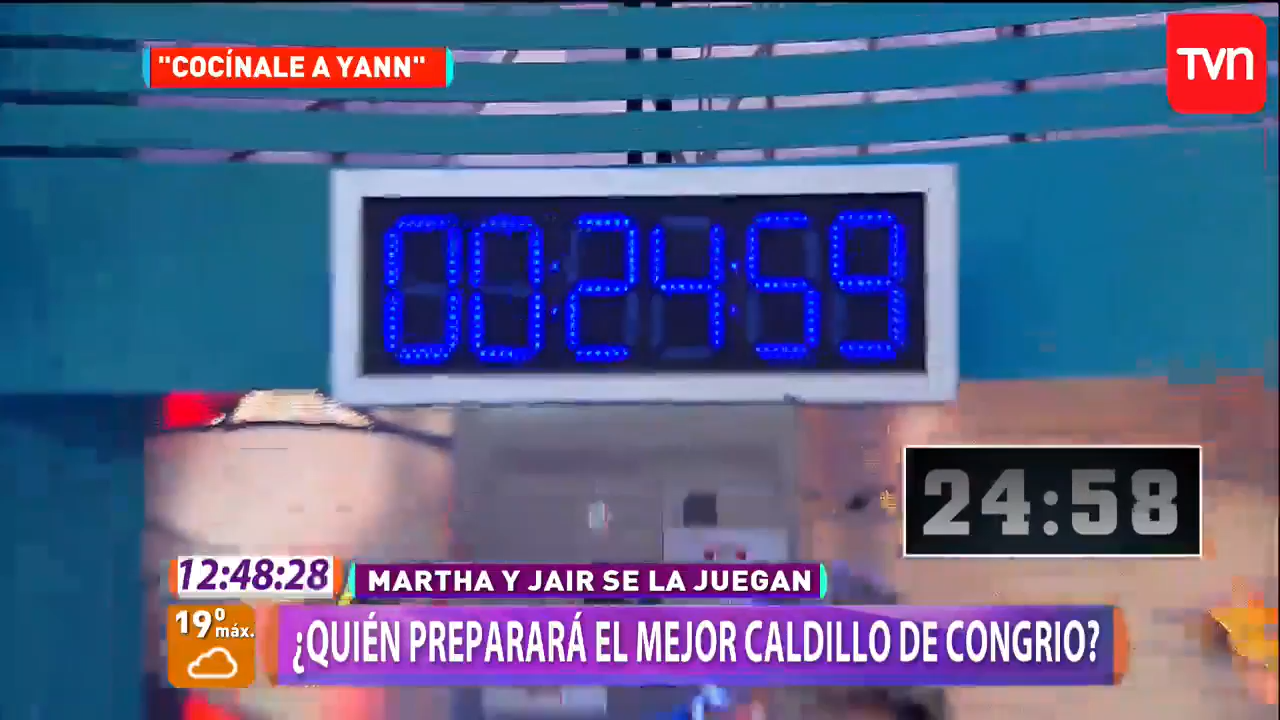 "COCÍNALE A YANN"
TVN
00:24:59
24:58
12:48:28
MARTHA Y JAIR SE LA JUEGAN
19º máx.
¿QUIÉN PREPARARÁ EL MEJOR CALDILLO DE CONGRIO?